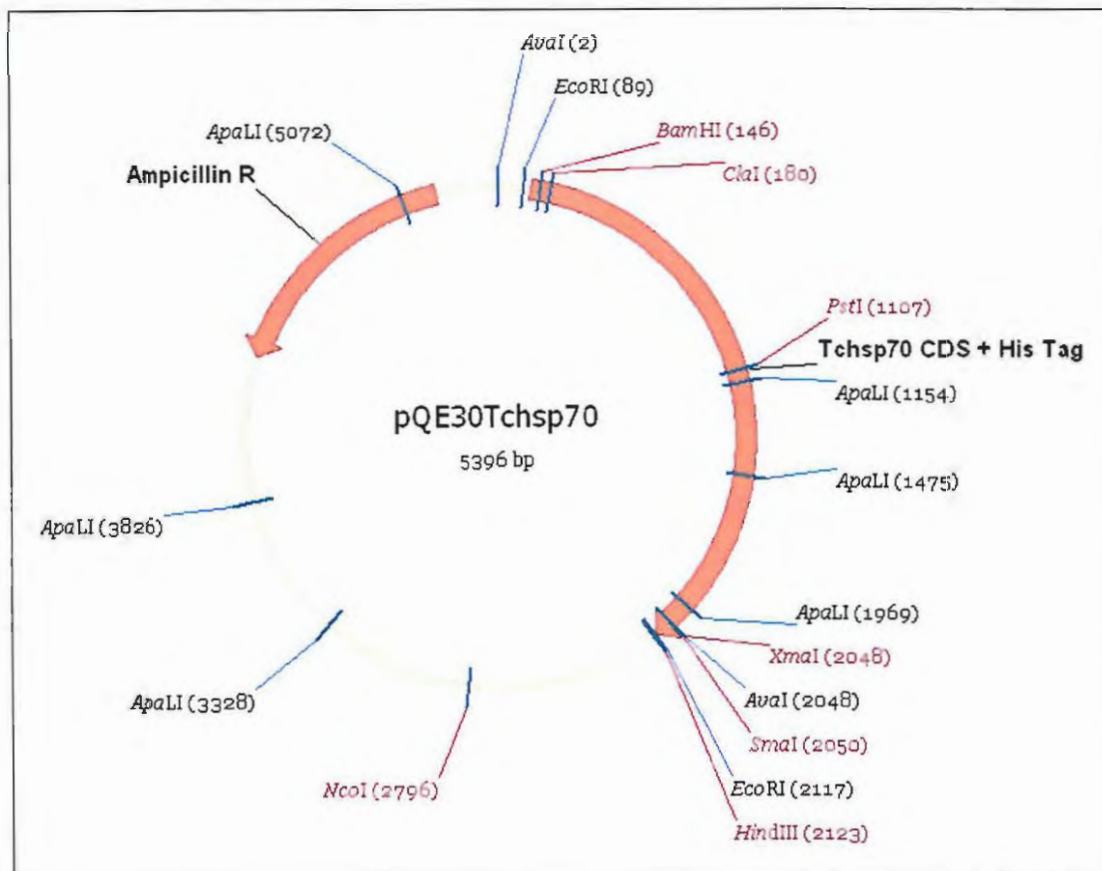 AvaI (2)
EcoRI (89)
ApaLI (5072)
BamHI (146)
Ampicillin R
ClaI (180)
PstI (1107)
Tchsp70 CDS + His Tag
ApaLI (1154)
pQE30Tchsp70
5396 bp
ApaLI (1475)
ApaLI (3826)
ApaLI (1969)
XmaI (2048)
ApaLI (3328)
AvaI (2048)
SmaI (2050)
NcoI (2796)
EcoRI (2117)
HindIII (2123)